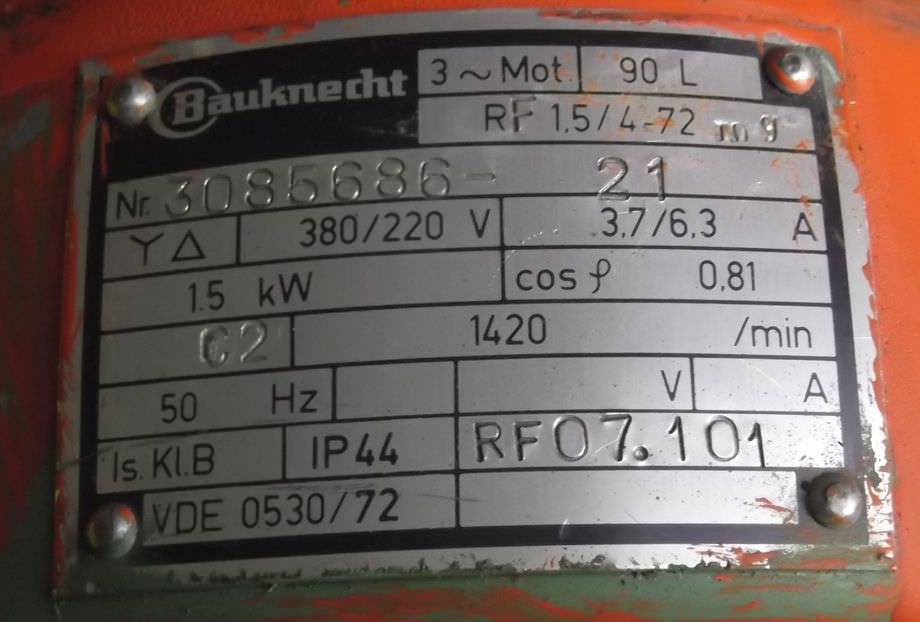 Bauknecht 3~Mot. 90 L
RF 1,5/4-72
Nr. 3085686- 21
Y Δ 380/220 V 3,7/6,3 A
1.5 kW cos φ 0,81
C2 1420 /min
50 Hz V A
Is. Kl.B IP44 RF07.101
VDE 0530/72